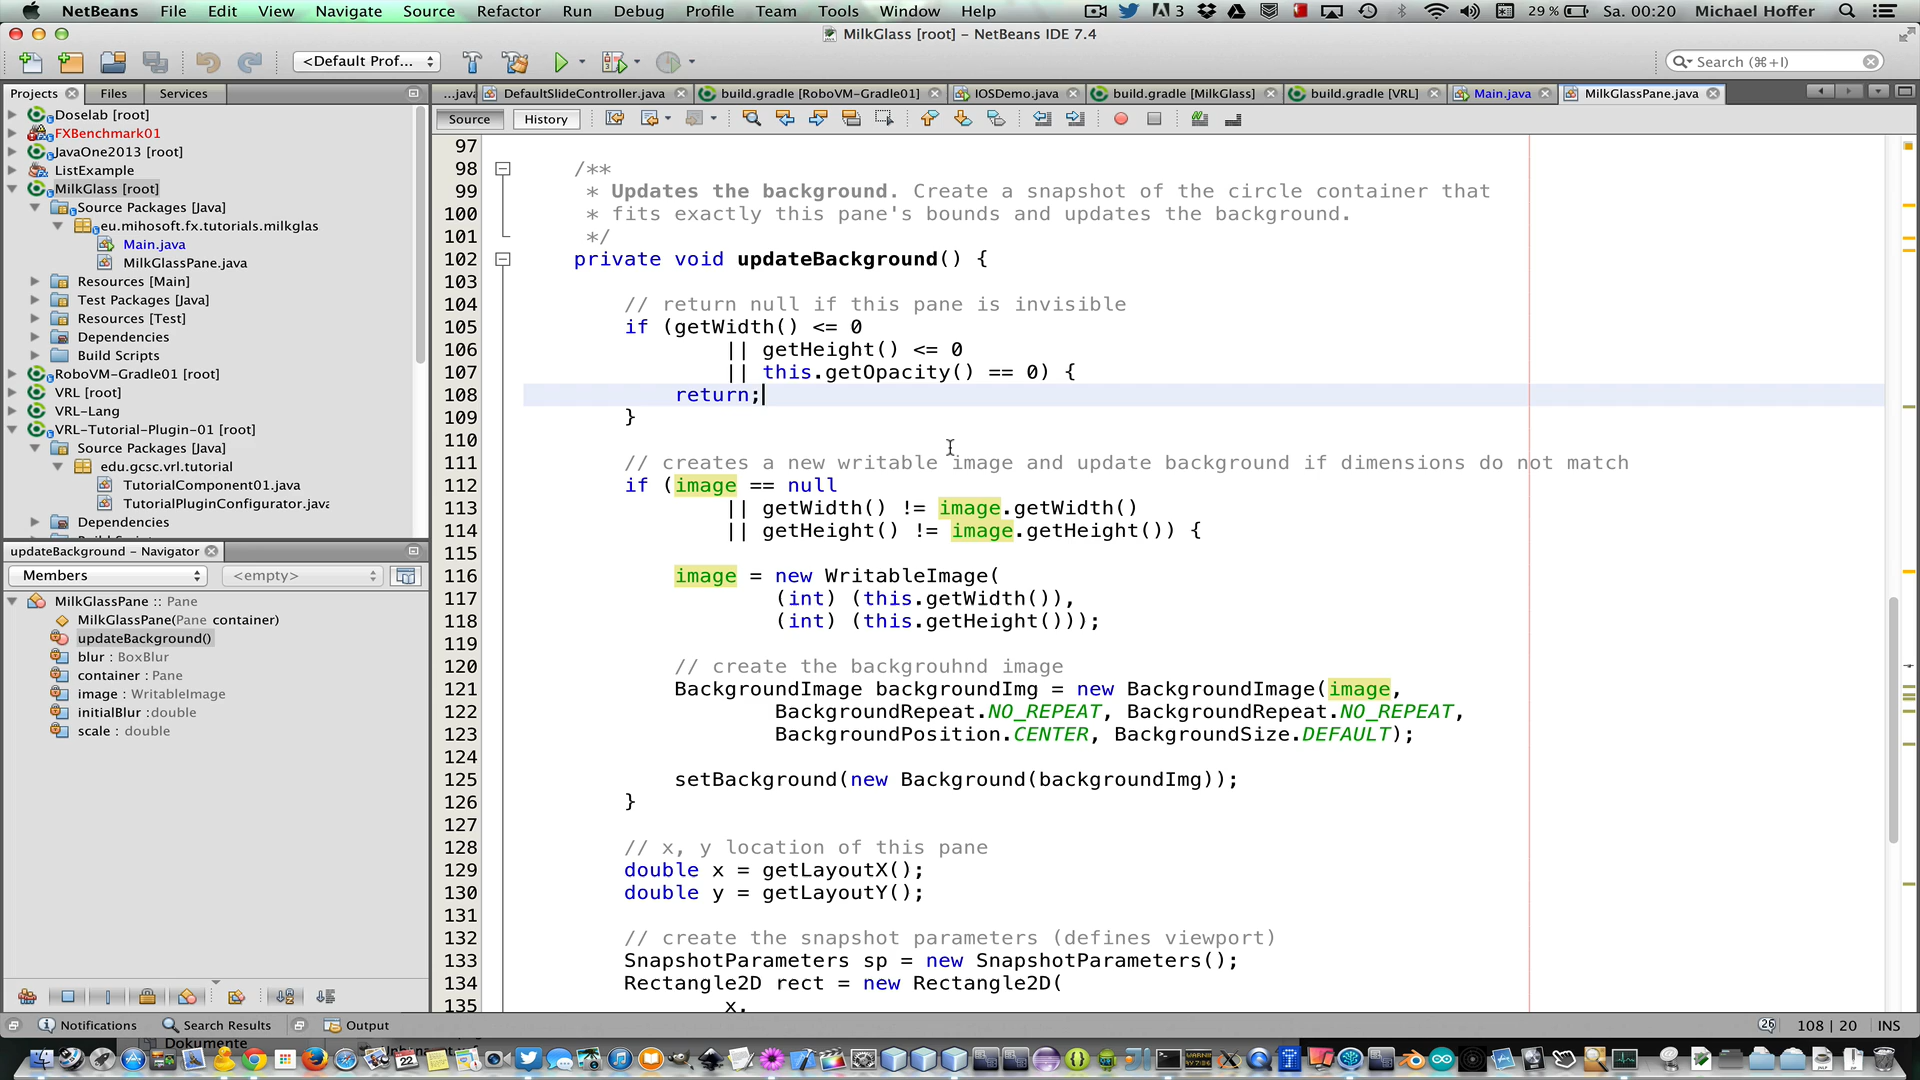 NetBeans File Edit View Navigate Source Refactor Run Debug Profile Team Tools Window Help 3 29 % Sa. 00:20 Michael Hoffer
MilkGlass [root] – NetBeans IDE 7.4
<Default Prof... Search (⌘+I)
Projects Files Services
...java DefaultSlideController.java build.gradle [RoboVM-Gradle01] IOSDemo.java build.gradle [MilkGlass] build.gradle [VRL] Main.java MilkGlassPane.java
Source History
Doselab [root]
FXBenchmark01
JavaOne2013 [root]
ListExample
MilkGlass [root]
Source Packages [Java]
eu.mihosoft.fx.tutorials.milkglas
Main.java
MilkGlassPane.java
Resources [Main]
Test Packages [Java]
Resources [Test]
Dependencies
Build Scripts
RoboVM-Gradle01 [root]
VRL [root]
VRL-Lang
VRL-Tutorial-Plugin-01 [root]
Source Packages [Java]
edu.gcsc.vrl.tutorial
TutorialComponent01.java
TutorialPluginConfigurator.java
Dependencies
updateBackground – Navigator
Members <empty>
MilkGlassPane :: Pane
MilkGlassPane(Pane container)
updateBackground()
blur : BoxBlur
container : Pane
image : WritableImage
initialBlur : double
scale : double
97
98 /**
99 * Updates the background. Create a snapshot of the circle container that
100 * fits exactly this pane's bounds and updates the background.
101 */
102 private void updateBackground() {
103
104 // return null if this pane is invisible
105 if (getWidth() <= 0
106 || getHeight() <= 0
107 || this.getOpacity() == 0) {
108 return;
109 }
110
111 // creates a new writable image and update background if dimensions do not match
112 if (image == null
113 || getWidth() != image.getWidth()
114 || getHeight() != image.getHeight()) {
115
116 image = new WritableImage(
117 (int) (this.getWidth()),
118 (int) (this.getHeight()));
119
120 // create the backgrouhnd image
121 BackgroundImage backgroundImg = new BackgroundImage(image,
122 BackgroundRepeat.NO_REPEAT, BackgroundRepeat.NO_REPEAT,
123 BackgroundPosition.CENTER, BackgroundSize.DEFAULT);
124
125 setBackground(new Background(backgroundImg));
126 }
127
128 // x, y location of this pane
129 double x = getLayoutX();
130 double y = getLayoutY();
131
132 // create the snapshot parameters (defines viewport)
133 SnapshotParameters sp = new SnapshotParameters();
134 Rectangle2D rect = new Rectangle2D(
135 x,
Notifications Search Results Output 26 108 | 20 INS
Dokumente
22